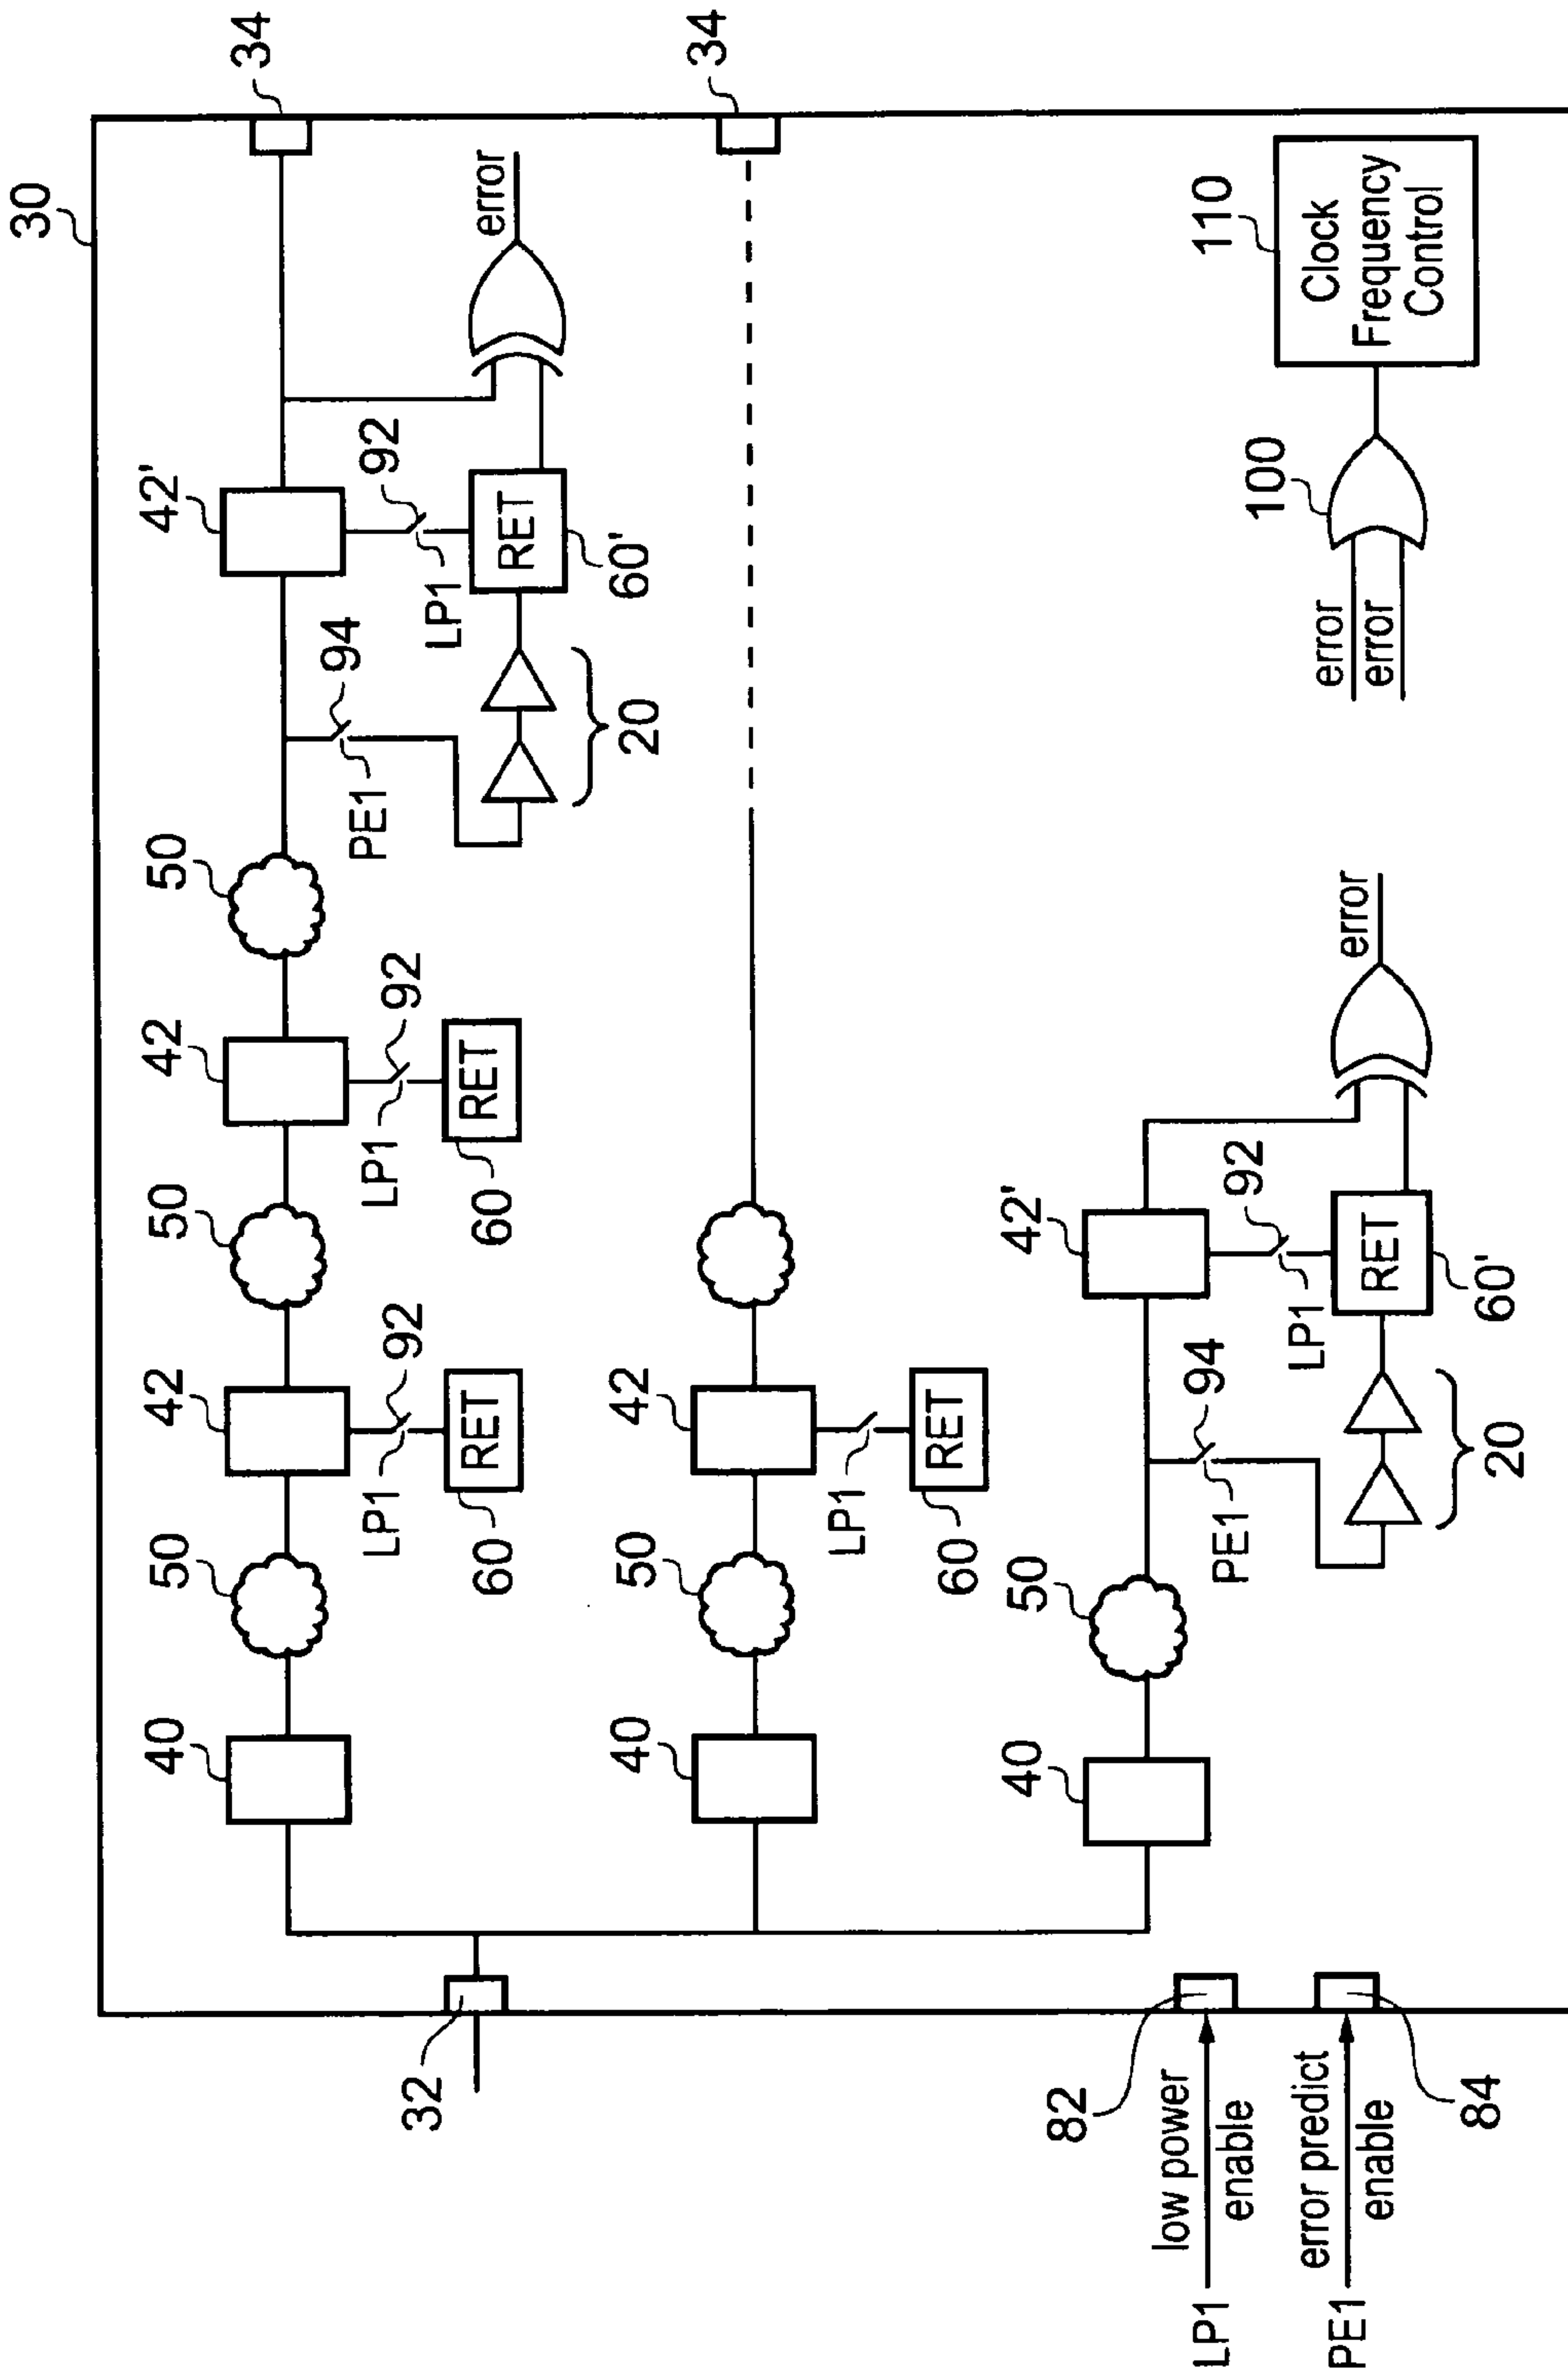 30
34
34
42'
92
LP1
RET
60'
error
94
PE1
20
50
42
92
LP1
RET
60
50
42
92
LP1
RET
60
50
40
42
LP1
RET
60
50
40
32
110
Clock
Frequency
Control
100
error
error
error
42'
92
LP1
RET
60'
94
PE1
20
50
40
82
84
low power
enable
LP1
error predict
enable
PE1